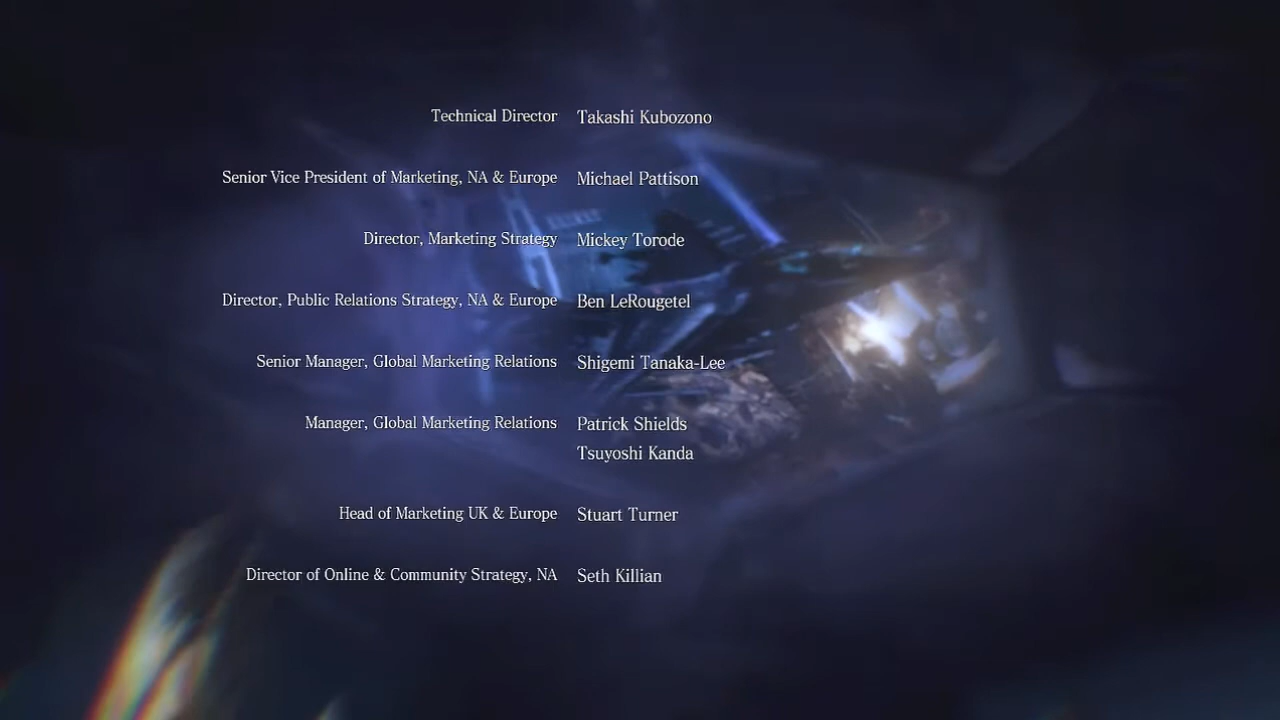 Technical Director Takashi Kubozono
Senior Vice President of Marketing, NA & Europe Michael Pattison
Director, Marketing Strategy Mickey Torode
Director, Public Relations Strategy, NA & Europe Ben LeRougetel
Senior Manager, Global Marketing Relations Shigemi Tanaka-Lee
Manager, Global Marketing Relations Patrick Shields
Tsuyoshi Kanda
Head of Marketing UK & Europe Stuart Turner
Director of Online & Community Strategy, NA Seth Killian